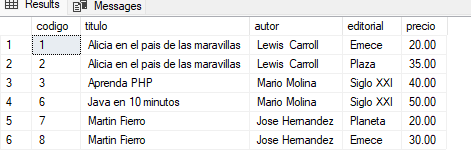 Results Messages
codigo titulo autor editorial precio
1 1 Alicia en el pais de las maravillas Lewis Carroll Emece 20.00
2 2 Alicia en el pais de las maravillas Lewis Carroll Plaza 35.00
3 3 Aprenda PHP Mario Molina Siglo XXI 40.00
4 6 Java en 10 minutos Mario Molina Siglo XXI 50.00
5 7 Martin Fierro Jose Hernandez Planeta 20.00
6 8 Martin Fierro Jose Hernandez Emece 30.00